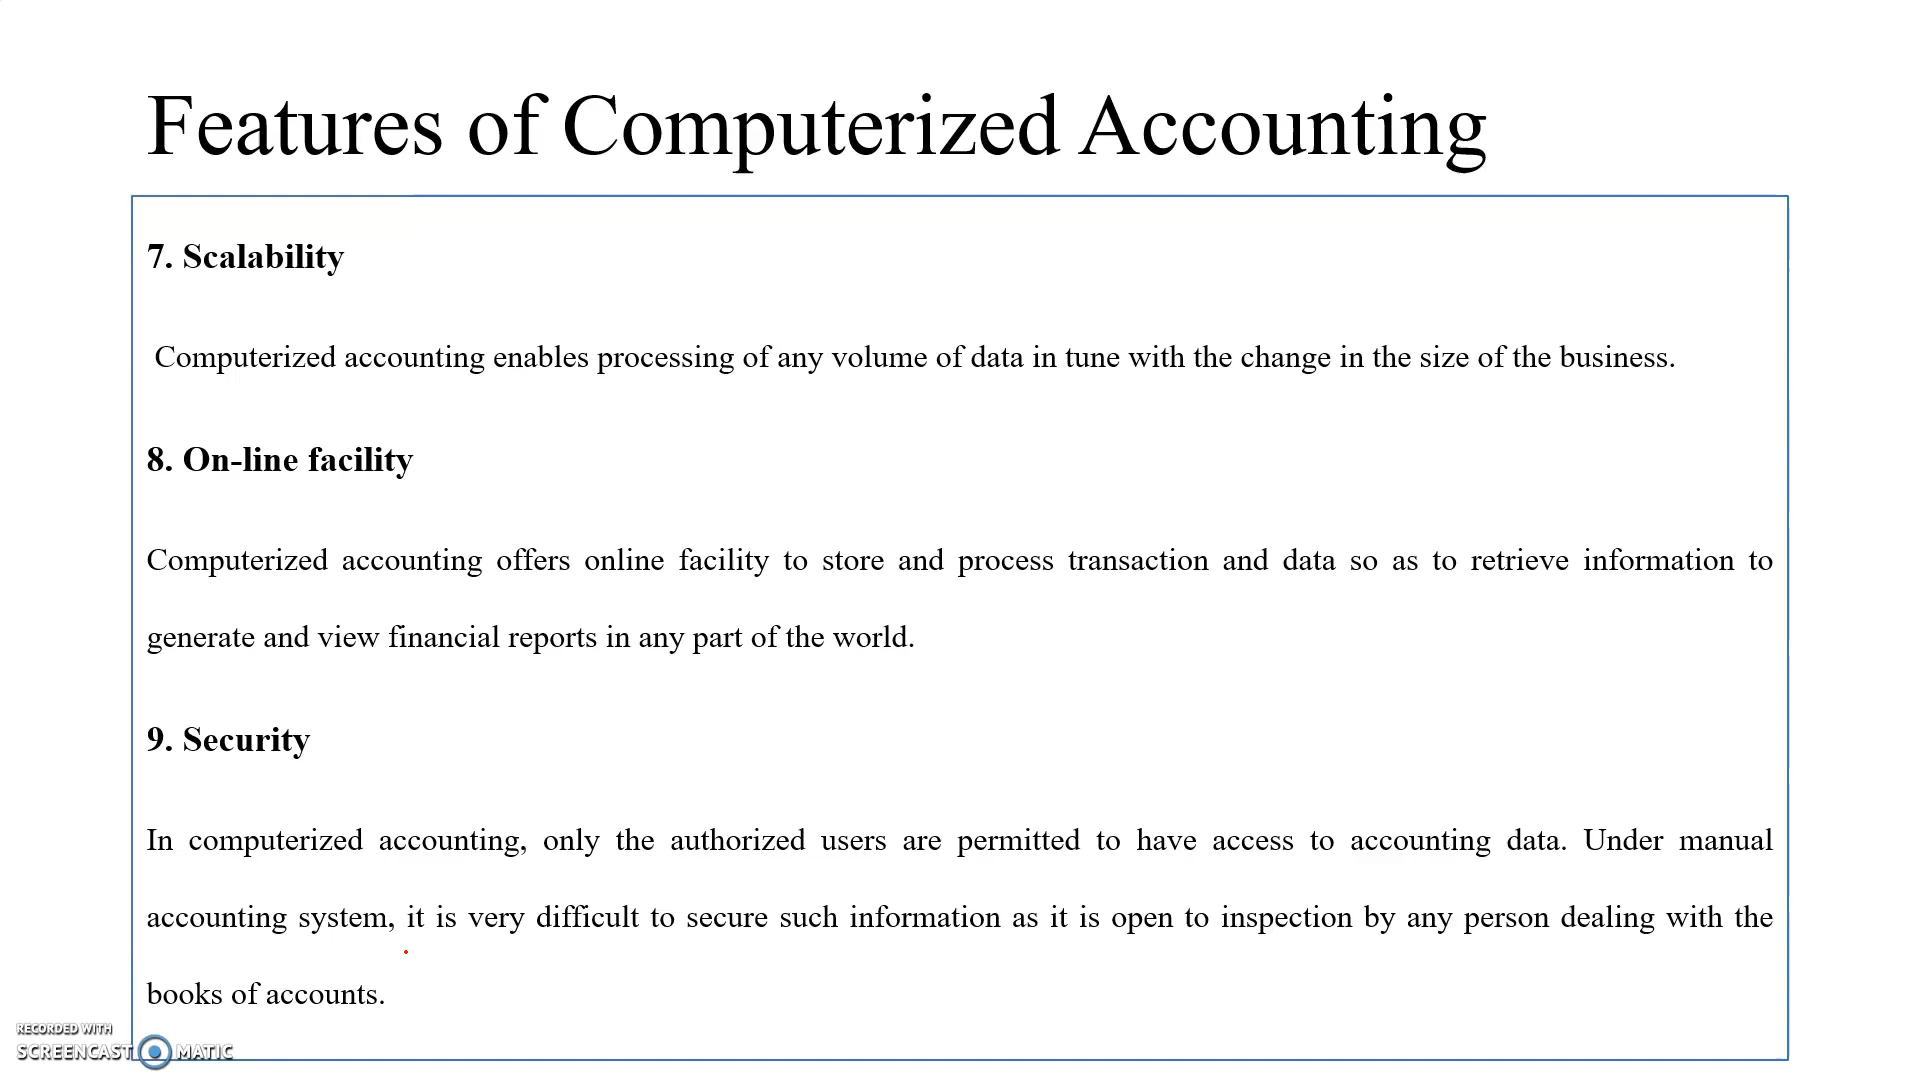 Features of Computerized Accounting
7. Scalability
Computerized accounting enables processing of any volume of data in tune with the change in the size of the business.
8. On-line facility
Computerized accounting offers online facility to store and process transaction and data so as to retrieve information to
generate and view financial reports in any part of the world.
9. Security
In computerized accounting, only the authorized users are permitted to have access to accounting data. Under manual
accounting system, it is very difficult to secure such information as it is open to inspection by any person dealing with the
books of accounts.
RECORDED WITH
SCREENCAST MATIC